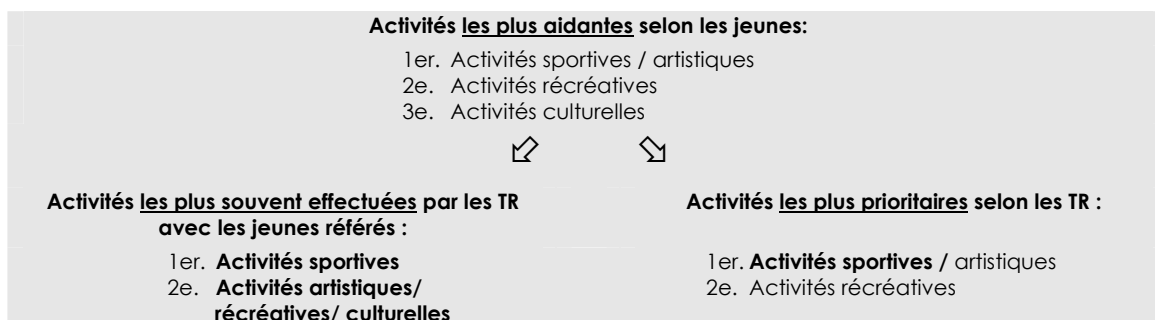 Activités les plus aidantes selon les jeunes:
1er. Activités sportives / artistiques
2e. Activités récréatives
3e. Activités culturelles
Activités les plus souvent effectuées par les TR
avec les jeunes référés :
1er. Activités sportives
2e. Activités artistiques/
récréatives/ culturelles
Activités les plus prioritaires selon les TR :
1er. Activités sportives / artistiques
2e. Activités récréatives